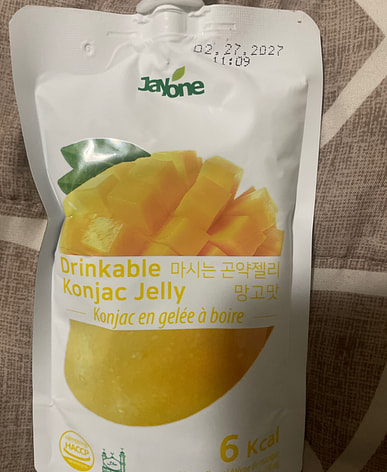 02.27.2027
11:09
Jayone
Drinkable 마시는 곤약젤리
Konjac Jelly 망고맛
Konjac en gelée à boire
HACCP
6 Kcal